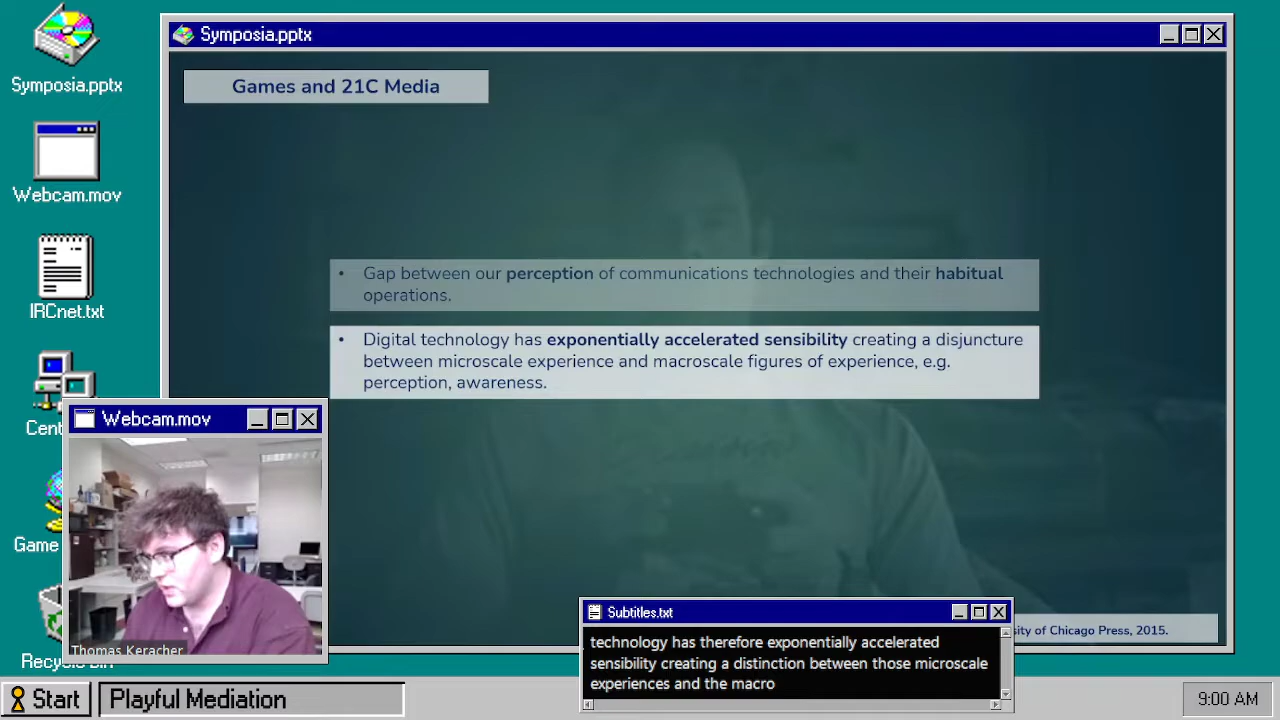 Symposia.pptx
Symposia.pptx
Games and 21C Media
Webcam.mov
• Gap between our perception of communications technologies and their habitual
operations.
IRCnet.txt
• Digital technology has exponentially accelerated sensibility creating a disjuncture
between microscale experience and macroscale figures of experience, e.g.
perception, awareness.
Webcam.mov
Game
Thomas Keracher
Subtitles.txt
technology has therefore exponentially accelerated
sensibility creating a distinction between those microscale
experiences and the macro
of Chicago Press, 2015.
Start
Playful Mediation
9:00 AM